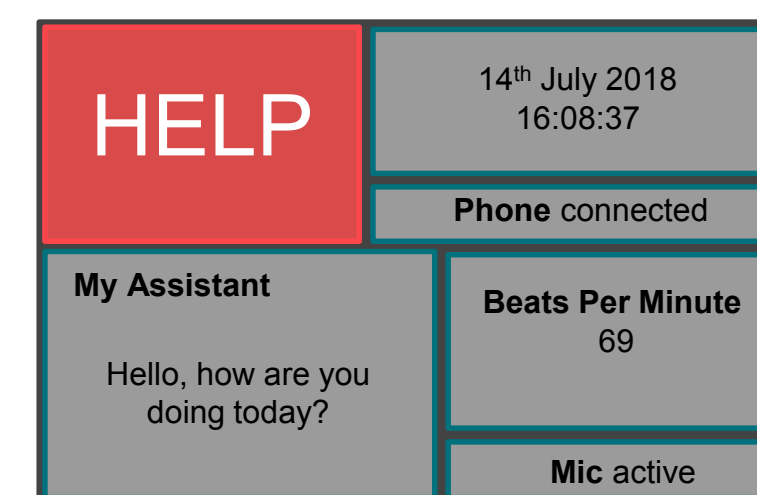 HELP
14th July 2018
16:08:37
Phone connected
My Assistant
Hello, how are you
doing today?
Beats Per Minute
69
Mic active